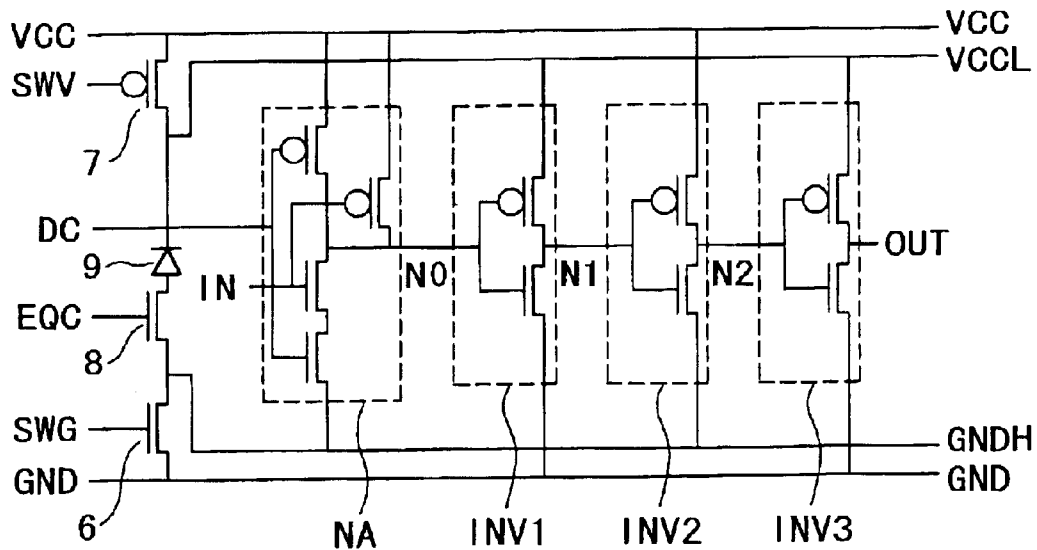 VCC
VCC
SWV
VCCL
7
DC
9
IN
N0
N1
N2
OUT
EQC
8
SWG
GNDH
GND
GND
6
NA
INV1
INV2
INV3